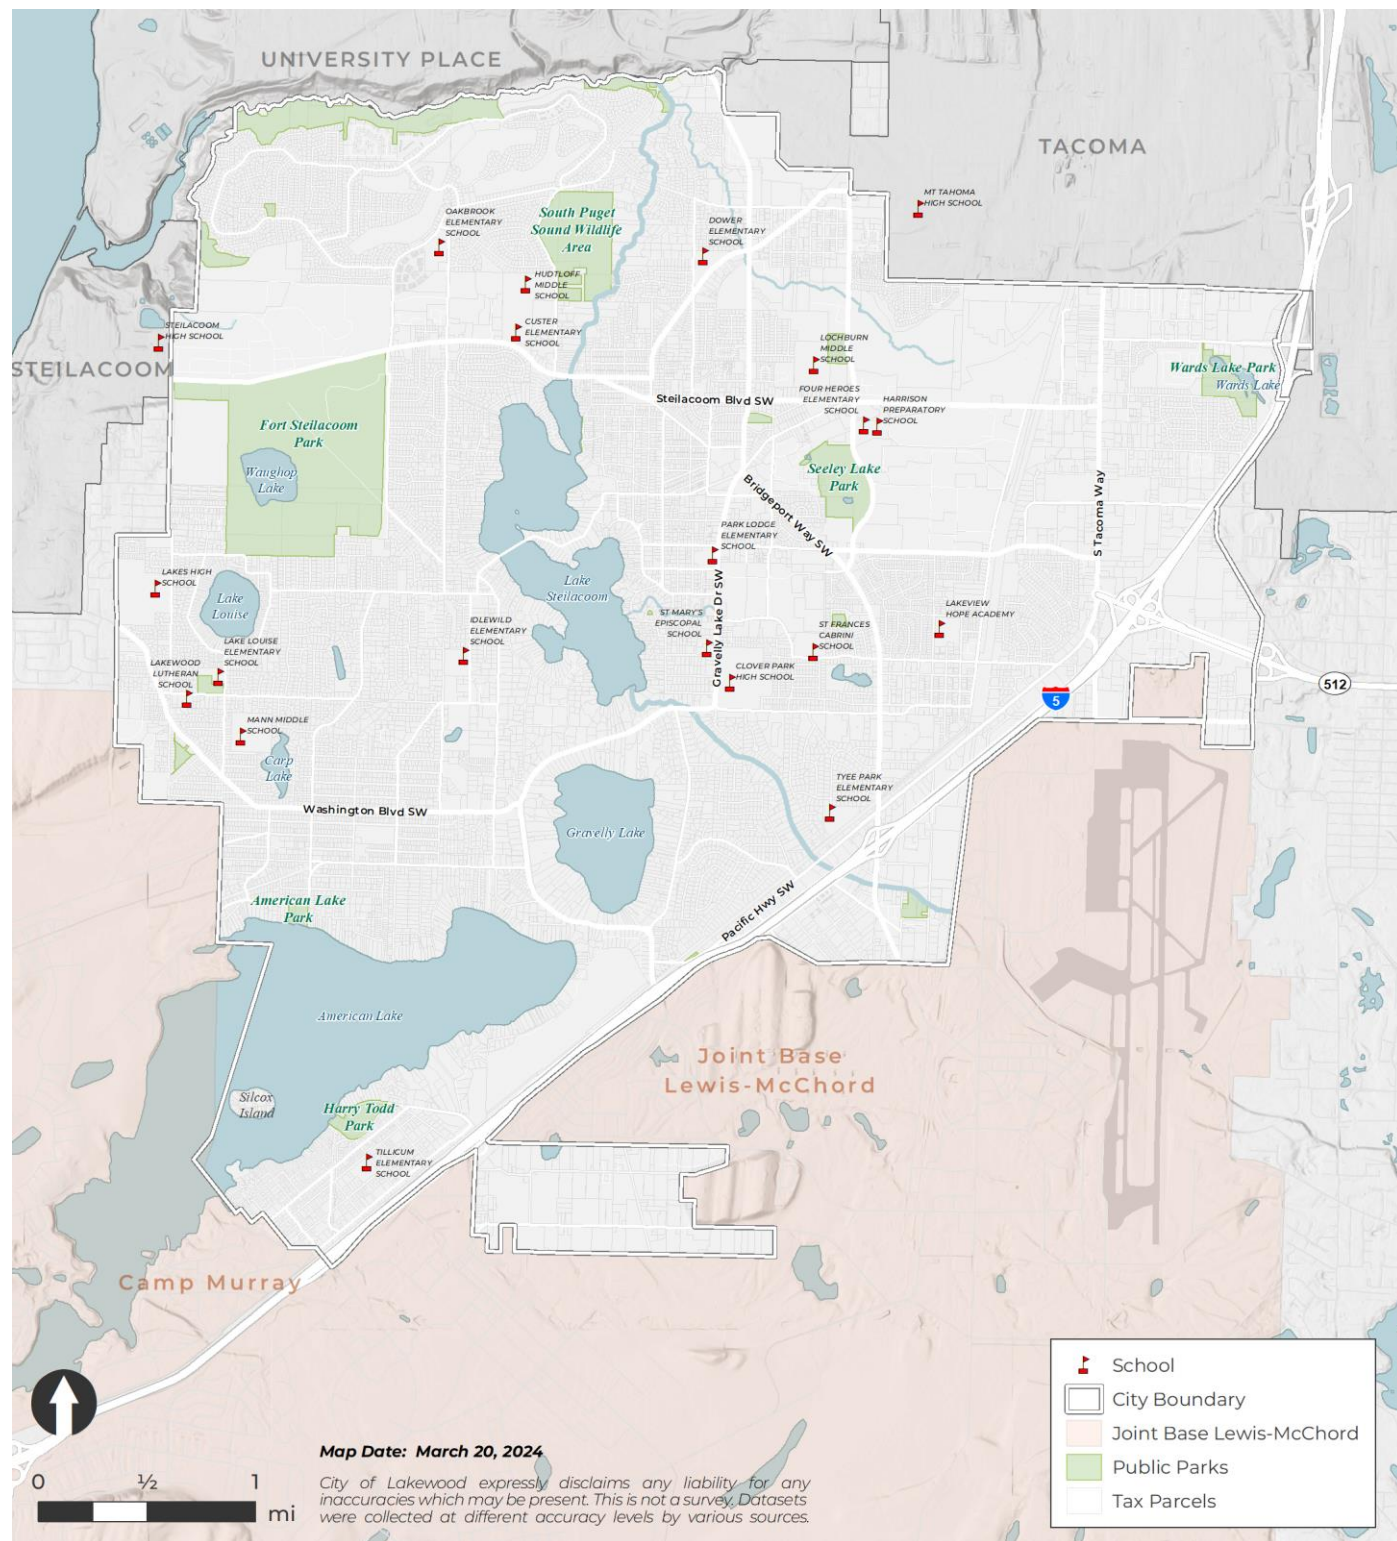 UNIVERSITY PLACE
TACOMA
MT TAHOMA
HIGH SCHOOL
OAKBROOK
ELEMENTARY
SCHOOL
South Puget
Sound Wildlife
Area
DOWER
ELEMENTARY
SCHOOL
HUDTLOFF
MIDDLE
SCHOOL
CUSTER
ELEMENTARY
SCHOOL
STEILACOOM
HIGH SCHOOL
STEILACOOM
LOCHBURN
MIDDLE
SCHOOL
Wards Lake Park
Wards Lake
FOUR HEROES
ELEMENTARY
SCHOOL
HARRISON
PREPARATORY
SCHOOL
Steilacoom Blvd SW
Fort Steilacoom
Park
Waughop
Lake
Seeley Lake
Park
Bridgeport Way SW
S Tacoma Way
PARK LODGE
ELEMENTARY
SCHOOL
LAKES HIGH
SCHOOL
Lake
Louise
Lake
Steilacoom
Gravelly Lake Dr SW
ST MARY'S
EPISCOPAL
SCHOOL
IDLEWILD
ELEMENTARY
SCHOOL
ST FRANCES
CABRINI
SCHOOL
LAKEVIEW
HOPE ACADEMY
LAKE LOUISE
ELEMENTARY
SCHOOL
LAKEWOOD
LUTHERAN
SCHOOL
CLOVER PARK
HIGH SCHOOL
512
5
MANN MIDDLE
SCHOOL
Carp
Lake
TYEE PARK
ELEMENTARY
SCHOOL
Washington Blvd SW
Gravelly Lake
American Lake
Park
Pacific Hwy SW
American Lake
Joint Base
Lewis-McChord
Silcox
Island
Harry Todd
Park
TILLICUM
ELEMENTARY
SCHOOL
Camp Murray
School
City Boundary
Joint Base Lewis-McChord
Public Parks
Tax Parcels
Map Date: March 20, 2024
0 ½ 1
mi
City of Lakewood expressly disclaims any liability for any
inaccuracies which may be present. This is not a survey. Datasets
were collected at different accuracy levels by various sources.